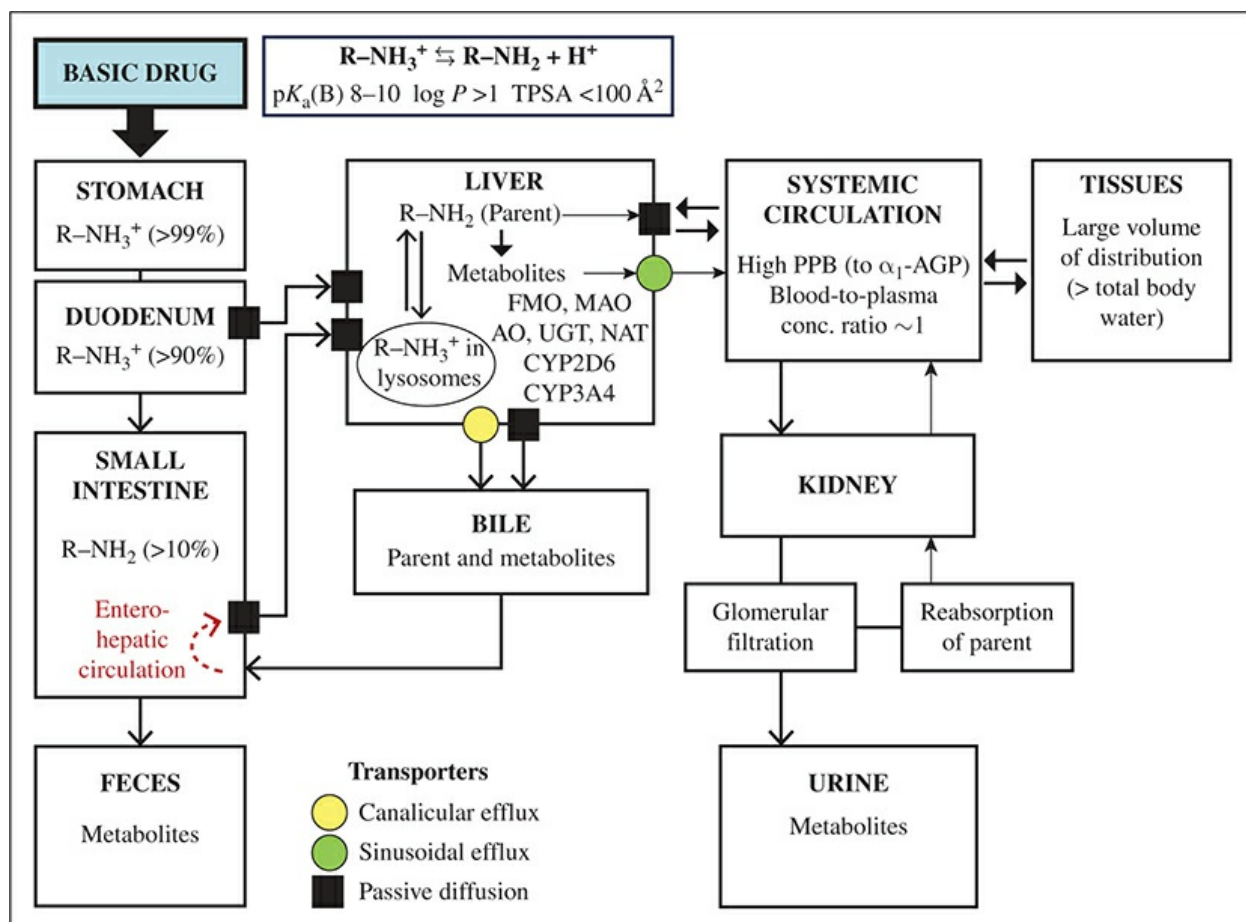 BASIC DRUG
R–NH₃⁺ ⇆ R–NH₂ + H⁺
pKₐ(B) 8–10 log P >1 TPSA <100 Å²
STOMACH
R–NH₃⁺ (>99%)
DUODENUM
R–NH₃⁺ (>90%)
SMALL
INTESTINE
R–NH₂ (>10%)
Entero-
hepatic
circulation
FECES
Metabolites
LIVER
R–NH₂ (Parent)
Metabolites
FMO, MAO
AO, UGT, NAT
CYP2D6
CYP3A4
R–NH₃⁺ in
lysosomes
BILE
Parent and metabolites
SYSTEMIC
CIRCULATION
High PPB (to α₁-AGP)
Blood-to-plasma
conc. ratio ~1
TISSUES
Large volume
of distribution
(> total body
water)
KIDNEY
Glomerular
filtration
Reabsorption
of parent
URINE
Metabolites
Transporters
Canalicular efflux
Sinusoidal efflux
Passive diffusion